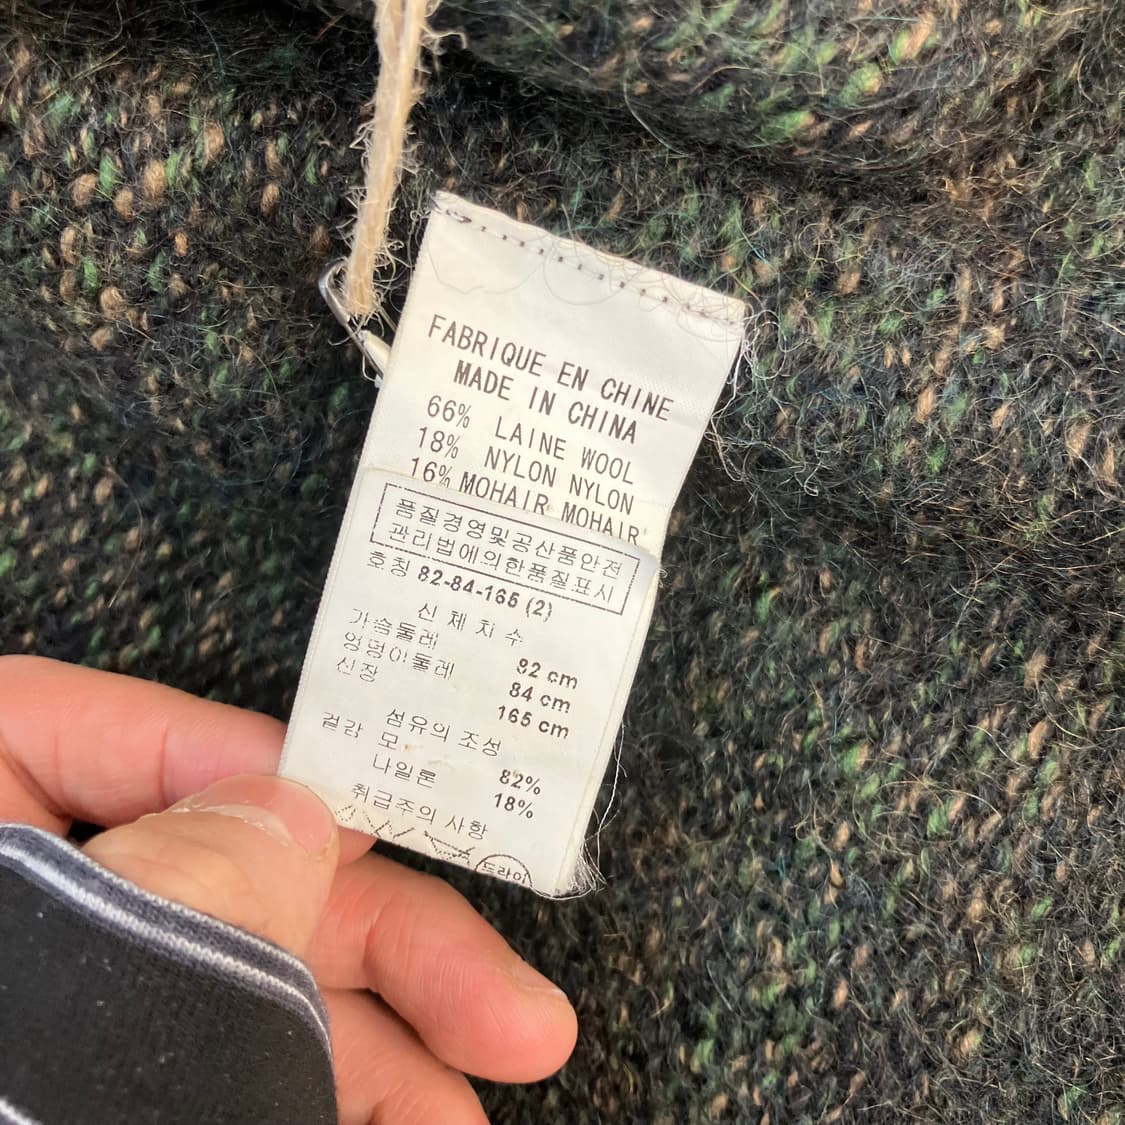 FABRIQUE EN CHINE
MADE IN CHINA
66% LAINE WOOL
18% NYLON NYLON
16% MOHAIR MOHAIR
품질경영및공산품안전
관리법에의한품질표시
호칭 82-84-165 (2)
신체치수
가슴둘레 82 cm
엉덩이둘레 84 cm
신장 165 cm
섬유의 조성
겉감 모 82%
나일론 18%
취급주의 사항
드라이